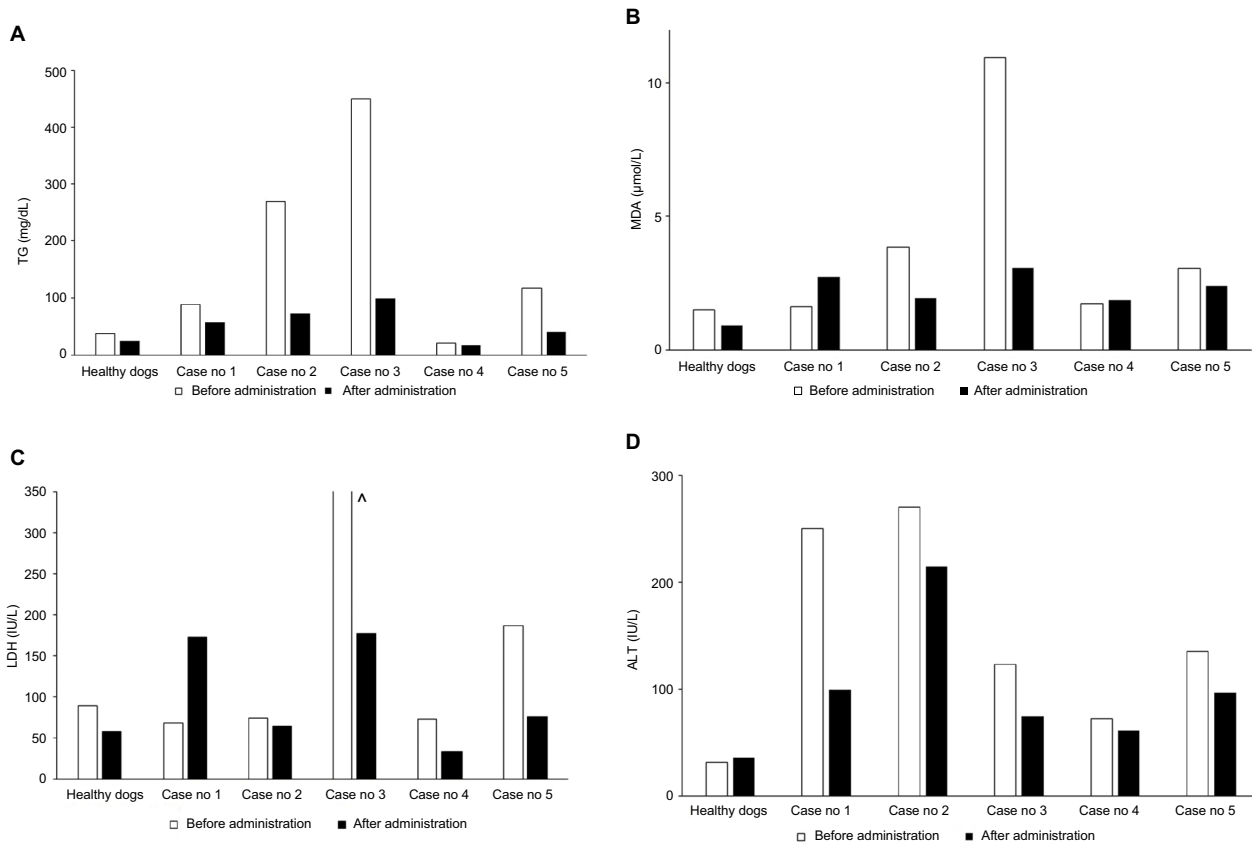 A
TG (mg/dL)
500
400
300
200
100
0
Healthy dogs Case no 1 Case no 2 Case no 3 Case no 4 Case no 5
Before administration After administration
B
MDA (µmol/L)
10
5
0
Healthy dogs Case no 1 Case no 2 Case no 3 Case no 4 Case no 5
Before administration After administration
C
LDH (IU/L)
350
300
250
200
150
100
50
0
^
Healthy dogs Case no 1 Case no 2 Case no 3 Case no 4 Case no 5
Before administration After administration
D
ALT (IU/L)
300
200
100
0
Healthy dogs Case no 1 Case no 2 Case no 3 Case no 4 Case no 5
Before administration After administration